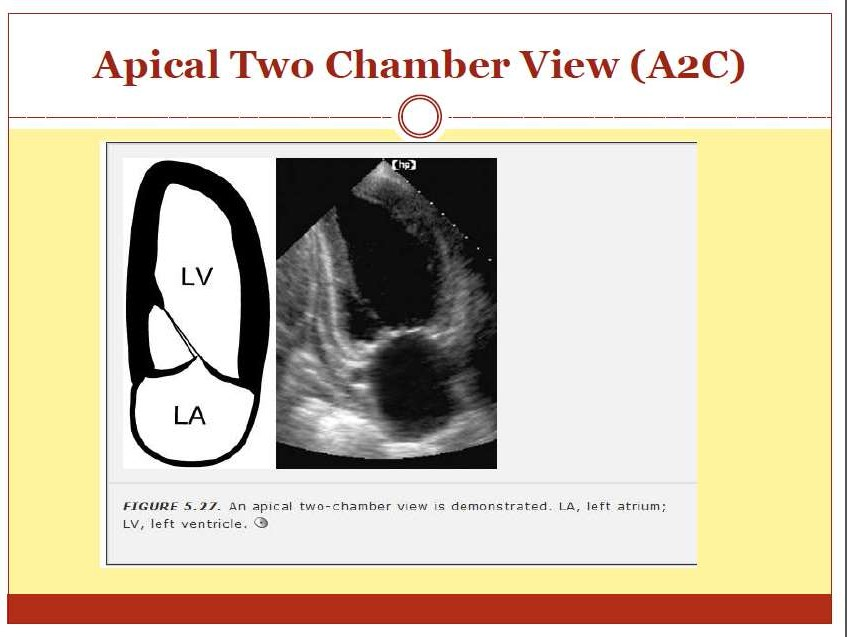 Apical Two Chamber View (A2C)
hp
LV
LA
FIGURE 5.27. An apical two-chamber view is demonstrated. LA, left atrium;
LV, left ventricle.